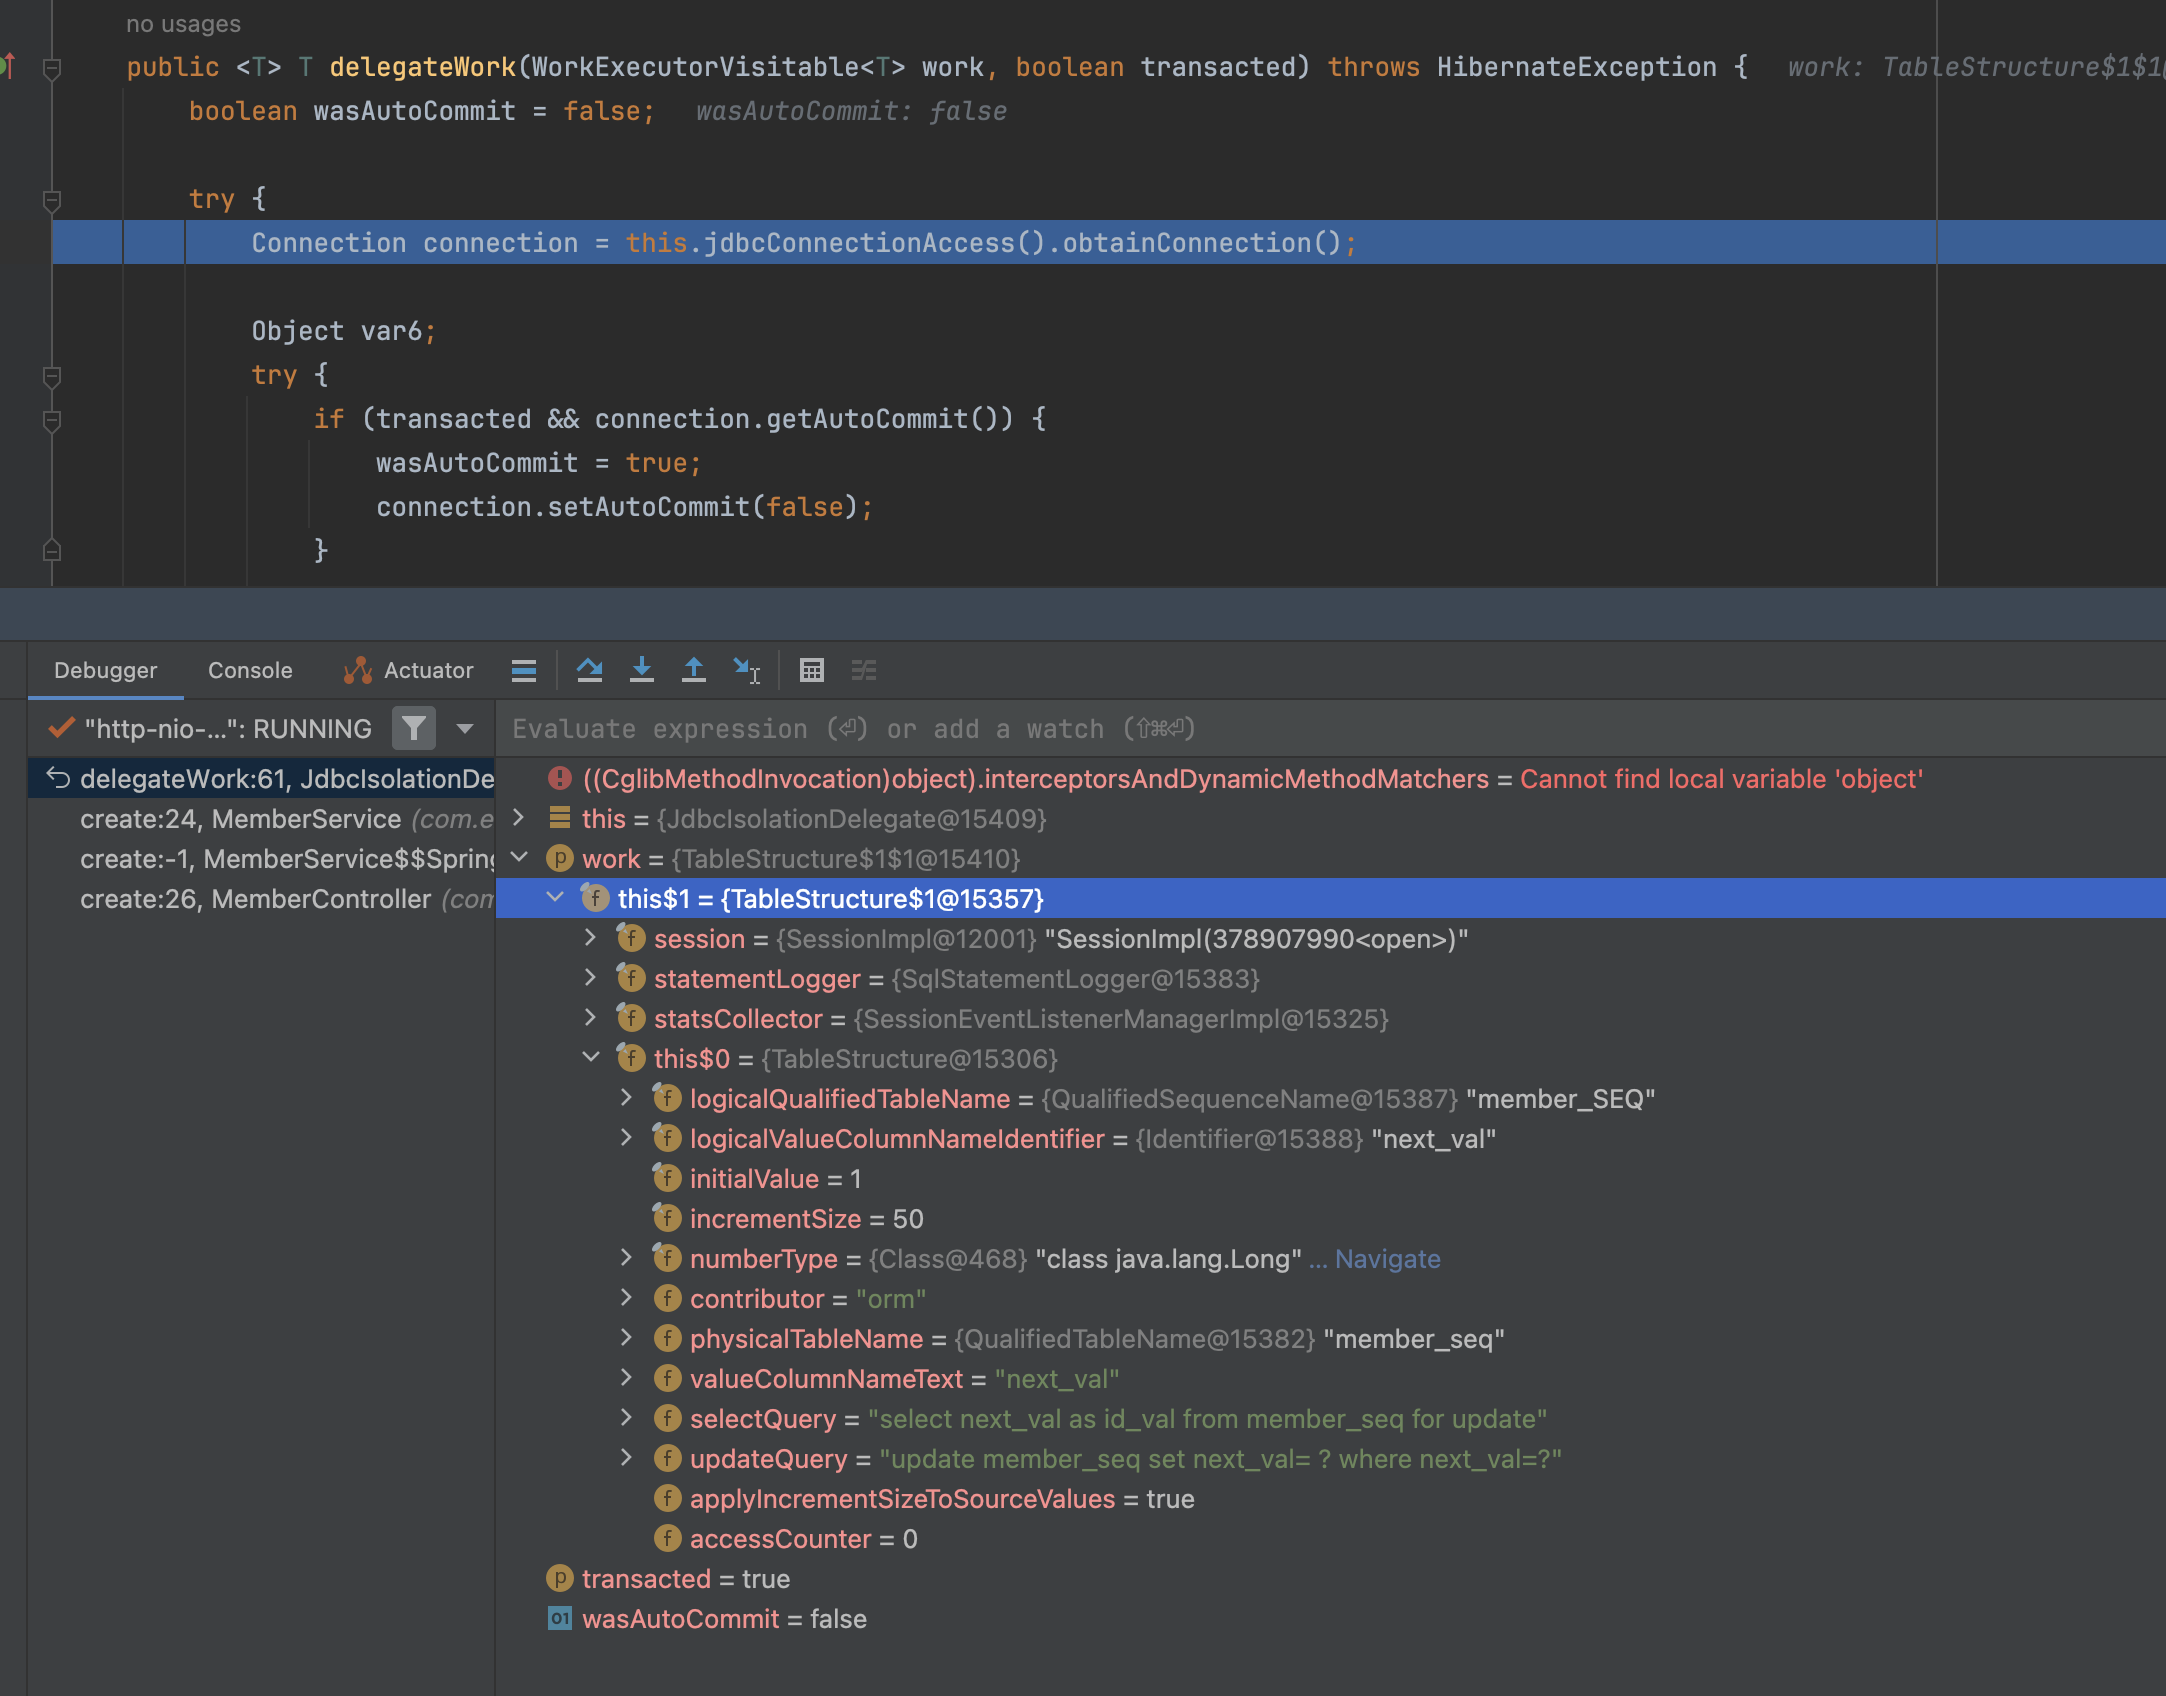 no usages
public <T> T delegateWork(WorkExecutorVisitable<T> work, boolean transacted) throws HibernateException {  work: TableStructure$1$1
boolean wasAutoCommit = false;  wasAutoCommit: false
try {
Connection connection = this.jdbcConnectionAccess().obtainConnection();
Object var6;
try {
if (transacted && connection.getAutoCommit()) {
wasAutoCommit = true;
connection.setAutoCommit(false);
}
Debugger Console Actuator
"http-nio-...": RUNNING
Evaluate expression (⏎) or add a watch (⇧⌘⏎)
delegateWork:61, JdbcIsolationDe
create:24, MemberService (com.e
create:-1, MemberService$$Spring
create:26, MemberController (com
((CglibMethodInvocation)object).interceptorsAndDynamicMethodMatchers = Cannot find local variable 'object'
this = {JdbcIsolationDelegate@15409}
work = {TableStructure$1$1@15410}
this$1 = {TableStructure$1@15357}
session = {SessionImpl@12001} "SessionImpl(378907990<open>)"
statementLogger = {SqlStatementLogger@15383}
statsCollector = {SessionEventListenerManagerImpl@15325}
this$0 = {TableStructure@15306}
logicalQualifiedTableName = {QualifiedSequenceName@15387} "member_SEQ"
logicalValueColumnNameIdentifier = {Identifier@15388} "next_val"
initialValue = 1
incrementSize = 50
numberType = {Class@468} "class java.lang.Long" ... Navigate
contributor = "orm"
physicalTableName = {QualifiedTableName@15382} "member_seq"
valueColumnNameText = "next_val"
selectQuery = "select next_val as id_val from member_seq for update"
updateQuery = "update member_seq set next_val= ? where next_val=?"
applyIncrementSizeToSourceValues = true
accessCounter = 0
transacted = true
wasAutoCommit = false